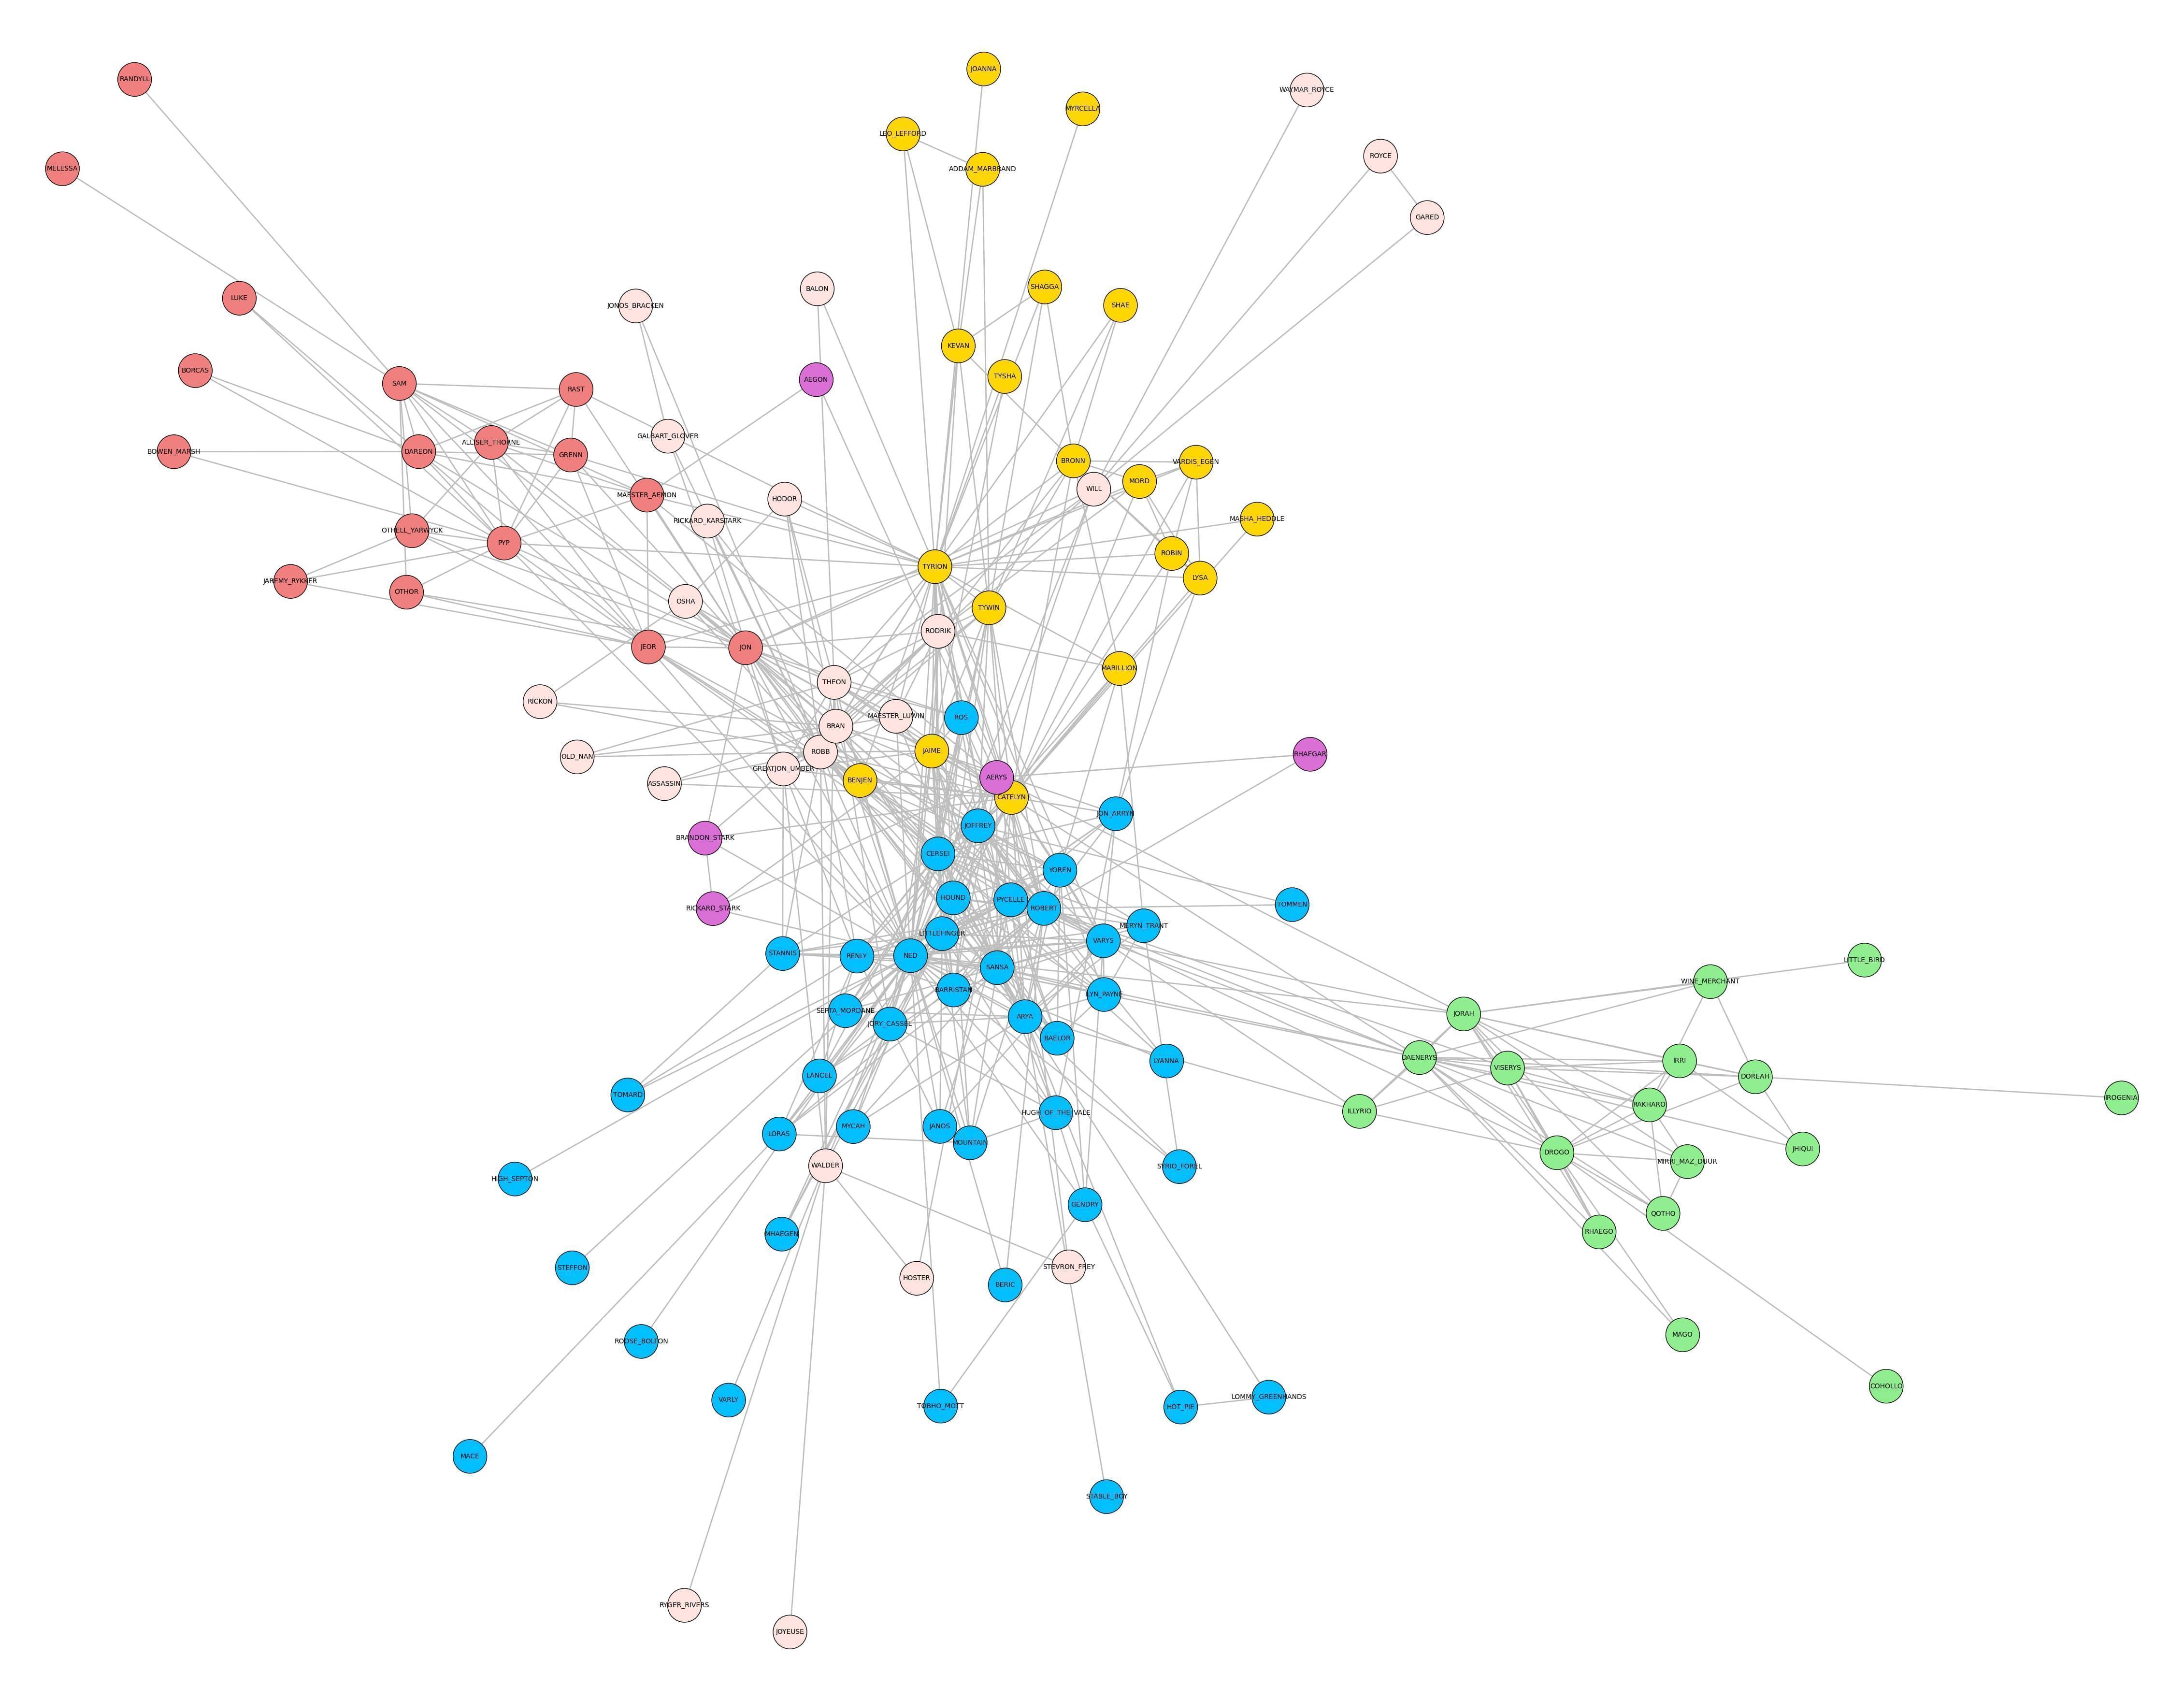 JOANNA
RANDYLL
WAYMAR_ROYCE
MYRCELLA
LEO_LEFFORD
ROYCE
MELESSA
ADDAM_MARBRAND
GARED
SHAGGA
BALON
LUKE
JONOS_BRACKEN
SHAE
KEVAN
BORCAS
TYSHA
AEGON
SAM
RAST
GALBART_GLOVER
ALLISER_THORNE
BOWEN_MARSH
DAREON
GRENN
BRONN
VARDIS_EGEN
MORD
WILL
MAESTER_AEMON
HODOR
RICKARD_KARSTARK
MASHA_HEDDLE
OTHELL_YARWYCK
PYP
ROBIN
TYRION
LYSA
JAREMY_RYKKER
OTHOR
OSHA
TYWIN
RODRIK
JEOR
JON
MARILLION
THEON
RICKON
MAESTER_LUWIN
ROS
BRAN
ROBB
JAIME
RHAEGAR
OLD_NAN
GREATJON_UMBER
AERYS
BENJEN
ASSASSIN
CATELYN
JON_ARRYN
JOFFREY
BRANDON_STARK
CERSEI
YOREN
HOUND
PYCELLE
TOMMEN
RICKARD_STARK
ROBERT
MERYN_TRANT
LITTLEFINGER
VARYS
STANNIS
RENLY
NED
LITTLE_BIRD
SANSA
WINE_MERCHANT
BARRISTAN
ILYN_PAYNE
SEPTA_MORDANE
JORAH
ARYA
JORY_CASSEL
BAELOR
DAENERYS
LYANNA
IRRI
VISERYS
LANCEL
DOREAH
TOMARD
IROGENIA
RAKHARO
ILLYRIO
HUGH_OF_THE_VALE
MYCAH
JANOS
LORAS
MOUNTAIN
JHIQUI
DROGO
MIRRI_MAZ_DUUR
WALDER
SYRIO_FOREL
HIGH_SEPTON
GENDRY
QOTHO
RHAEGO
MHAEGEN
STEFFON
STEVRON_FREY
HOSTER
BERIC
MAGO
ROOSE_BOLTON
COHOLLO
LOMMY_GREENHANDS
VARLY
TOBHO_MOTT
HOT_PIE
MACE
STABLE_BOY
RYGER_RIVERS
JOYEUSE